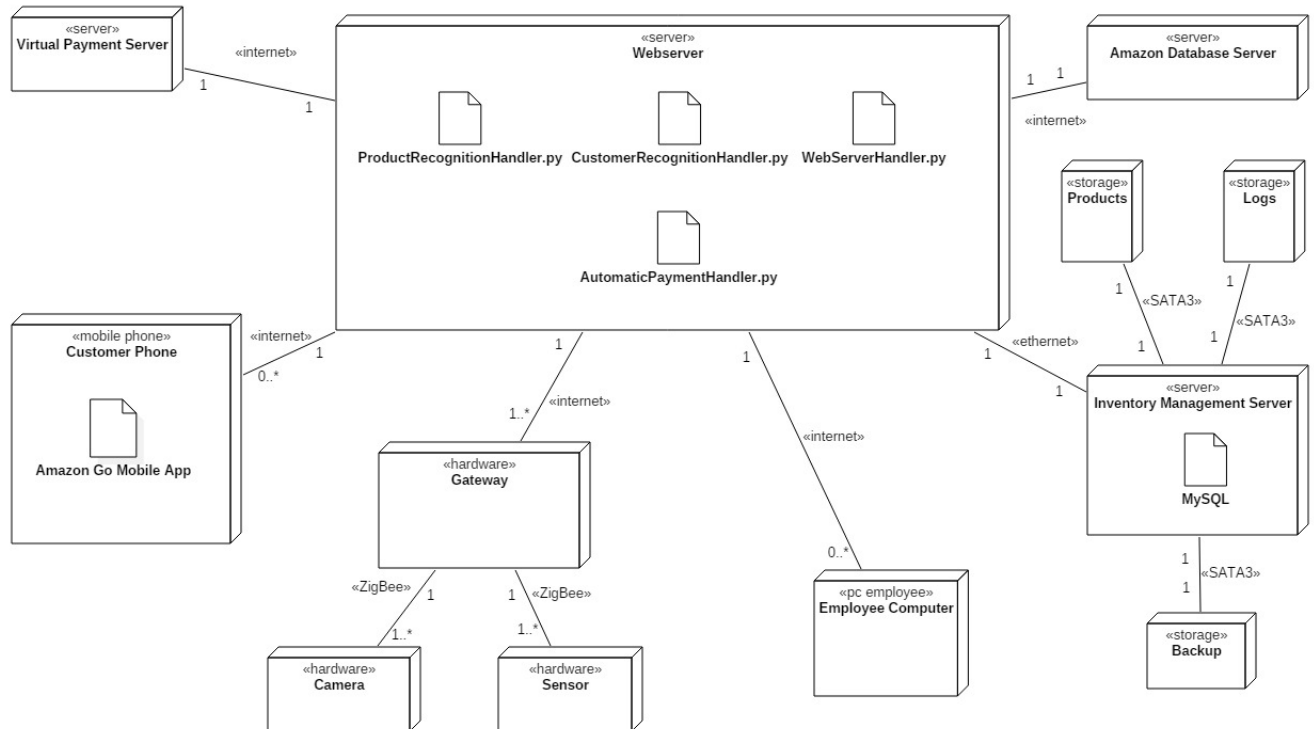 «server»
Virtual Payment Server
«internet»
1
1
«server»
Webserver
ProductRecognitionHandler.py
CustomerRecognitionHandler.py
WebServerHandler.py
AutomaticPaymentHandler.py
«server»
Amazon Database Server
1
1
«internet»
«storage»
Products
«storage»
Logs
1
«SATA3»
1
1
«SATA3»
1
«mobile phone»
Customer Phone
Amazon Go Mobile App
«internet»
1
0..*
1
«internet»
1..*
1
«internet»
0..*
1
«ethernet»
1
«server»
Inventory Management Server
MySQL
«hardware»
Gateway
«ZigBee»
1
1..*
1
«ZigBee»
1..*
«hardware»
Camera
«hardware»
Sensor
«pc employee»
Employee Computer
1
«SATA3»
1
«storage»
Backup